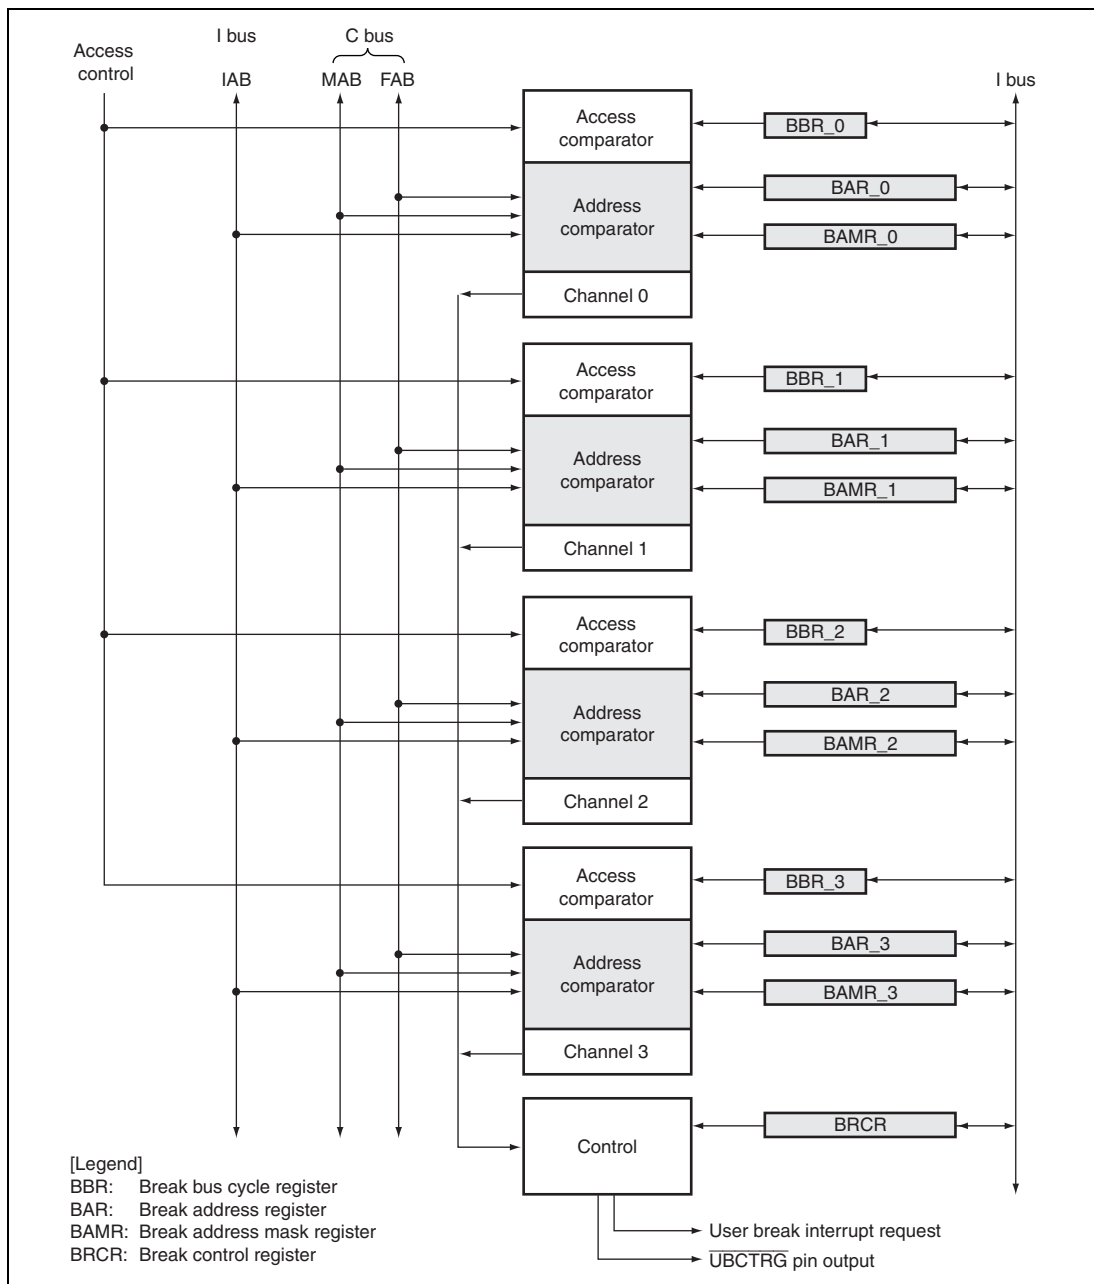 I bus
C bus
Access
control
IAB
MAB
FAB
I bus
Access
comparator
BBR_0
Address
comparator
BAR_0
BAMR_0
Channel 0
Access
comparator
BBR_1
Address
comparator
BAR_1
BAMR_1
Channel 1
Access
comparator
BBR_2
Address
comparator
BAR_2
BAMR_2
Channel 2
Access
comparator
BBR_3
Address
comparator
BAR_3
BAMR_3
Channel 3
Control
BRCR
[Legend]
BBR: Break bus cycle register
BAR: Break address register
BAMR: Break address mask register
BRCR: Break control register
User break interrupt request
UBCTRG pin output